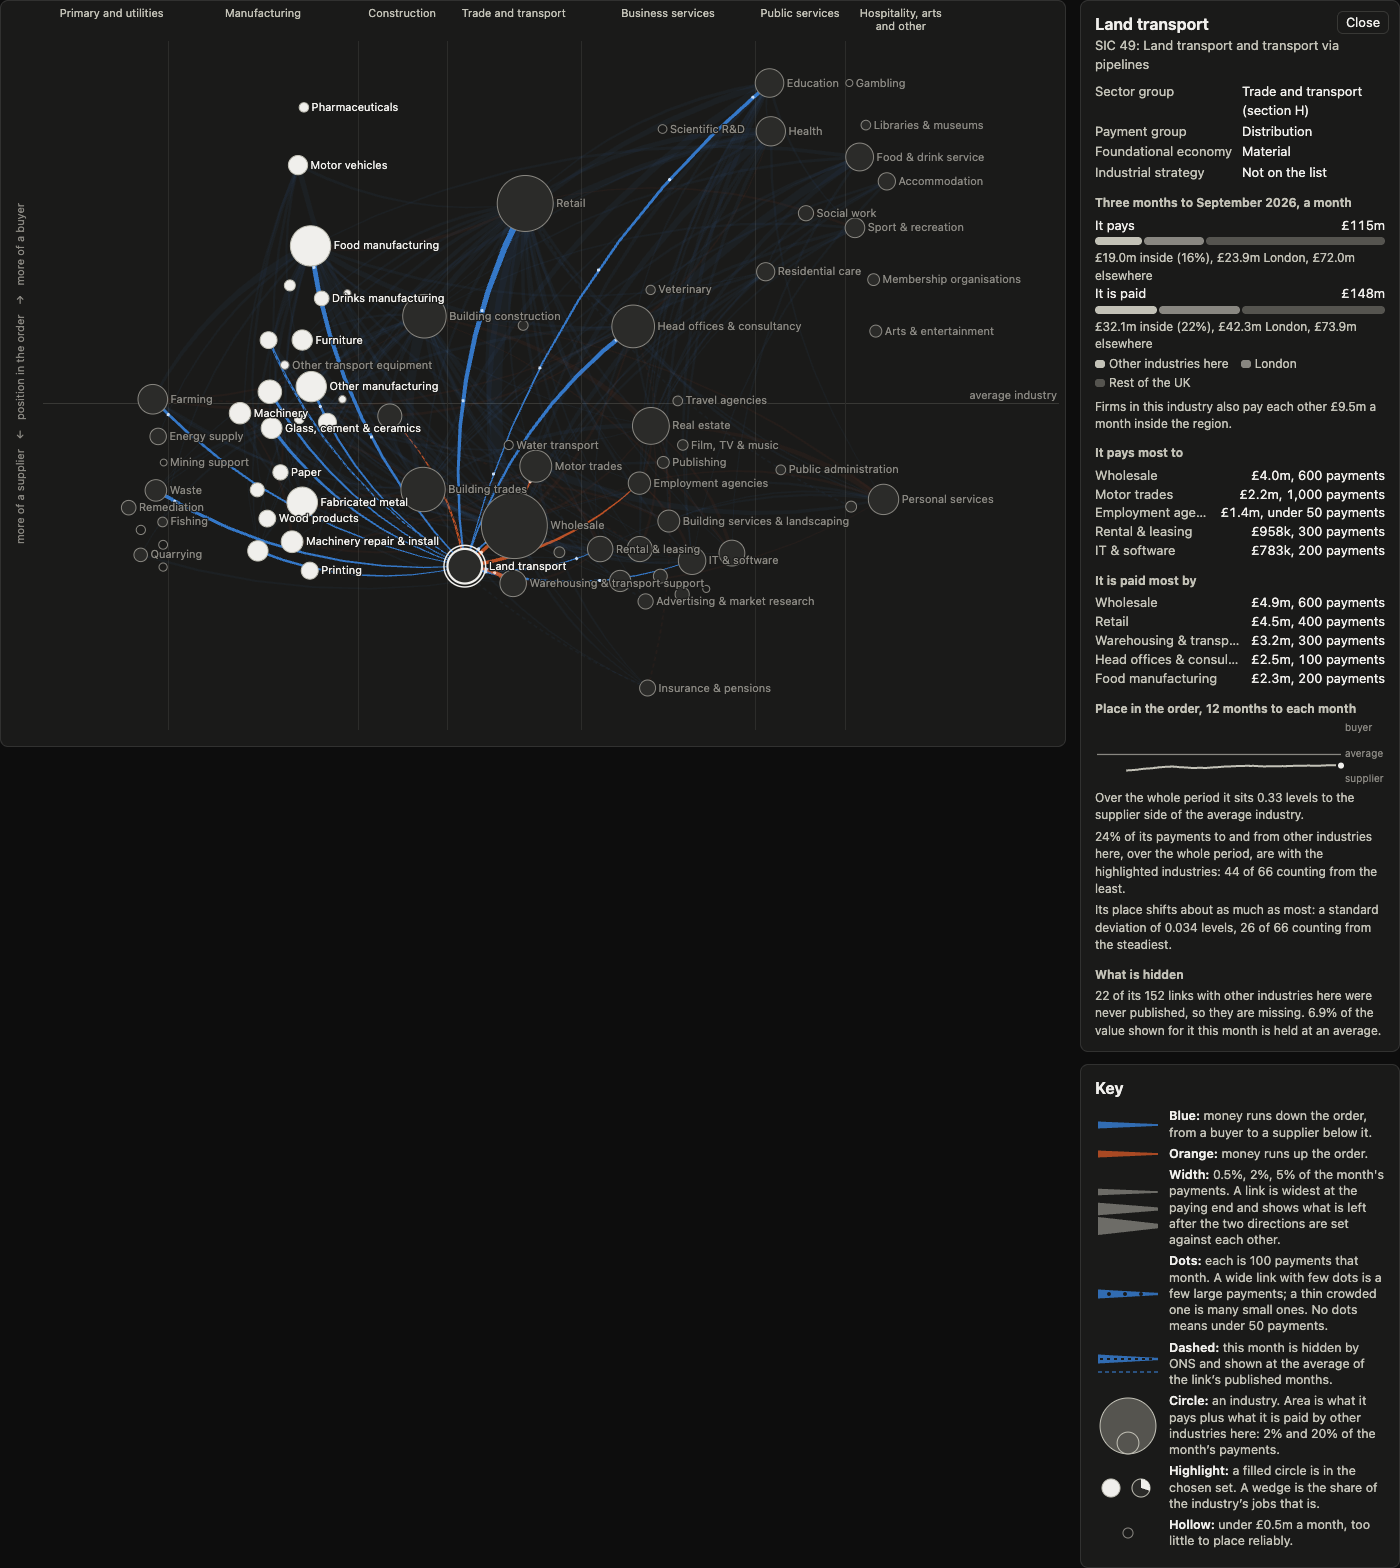 Primary and utilities
Manufacturing
Construction
Trade and transport
Business services
Public services
Hospitality, arts
and other
more of a supplier ← position in the order → more of a buyer
Education
Gambling
Pharmaceuticals
Scientific R&D
Health
Libraries & museums
Motor vehicles
Food & drink service
Accommodation
Retail
Social work
Sport & recreation
Food manufacturing
Residential care
Membership organisations
Veterinary
Drinks manufacturing
Building construction
Head offices & consultancy
Arts & entertainment
Furniture
Other transport equipment
Other manufacturing
average industry
Farming
Travel agencies
Machinery
Glass, cement & ceramics
Real estate
Energy supply
Water transport
Film, TV & music
Mining support
Motor trades
Publishing
Public administration
Paper
Employment agencies
Waste
Building trades
Fabricated metal
Personal services
Remediation
Wood products
Fishing
Wholesale
Building services & landscaping
Machinery repair & install
Quarrying
Rental & leasing
IT & software
Land transport
Printing
Warehousing & transport support
Advertising & market research
Insurance & pensions
Land transport
Close
SIC 49: Land transport and transport via
pipelines
Sector group Trade and transport
(section H)
Payment group Distribution
Foundational economy Material
Industrial strategy Not on the list
Three months to September 2026, a month
It pays £115m
£19.0m inside (16%), £23.9m London, £72.0m
elsewhere
It is paid £148m
£32.1m inside (22%), £42.3m London, £73.9m
elsewhere
Other industries here London
Rest of the UK
Firms in this industry also pay each other £9.5m a
month inside the region.
It pays most to
Wholesale £4.0m, 600 payments
Motor trades £2.2m, 1,000 payments
Employment age... £1.4m, under 50 payments
Rental & leasing £958k, 300 payments
IT & software £783k, 200 payments
It is paid most by
Wholesale £4.9m, 600 payments
Retail £4.5m, 400 payments
Warehousing & transp... £3.2m, 300 payments
Head offices & consul... £2.5m, 100 payments
Food manufacturing £2.3m, 200 payments
Place in the order, 12 months to each month
buyer
average
supplier
Over the whole period it sits 0.33 levels to the
supplier side of the average industry.
24% of its payments to and from other industries
here, over the whole period, are with the
highlighted industries: 44 of 66 counting from the
least.
Its place shifts about as much as most: a standard
deviation of 0.034 levels, 26 of 66 counting from
the steadiest.
What is hidden
22 of its 152 links with other industries here were
never published, so they are missing. 6.9% of the
value shown for it this month is held at an average.
Key
Blue: money runs down the order,
from a buyer to a supplier below it.
Orange: money runs up the order.
Width: 0.5%, 2%, 5% of the month's
payments. A link is widest at the
paying end and shows what is left
after the two directions are set
against each other.
Dots: each is 100 payments that
month. A wide link with few dots is a
few large payments; a thin crowded
one is many small ones. No dots
means under 50 payments.
Dashed: this month is hidden by
ONS and shown at the average of
the link's published months.
Circle: an industry. Area is what it
pays plus what it is paid by other
industries here: 2% and 20% of the
month's payments.
Highlight: a filled circle is in the
chosen set. A wedge is the share of
the industry's jobs that is.
Hollow: under £0.5m a month, too
little to place reliably.